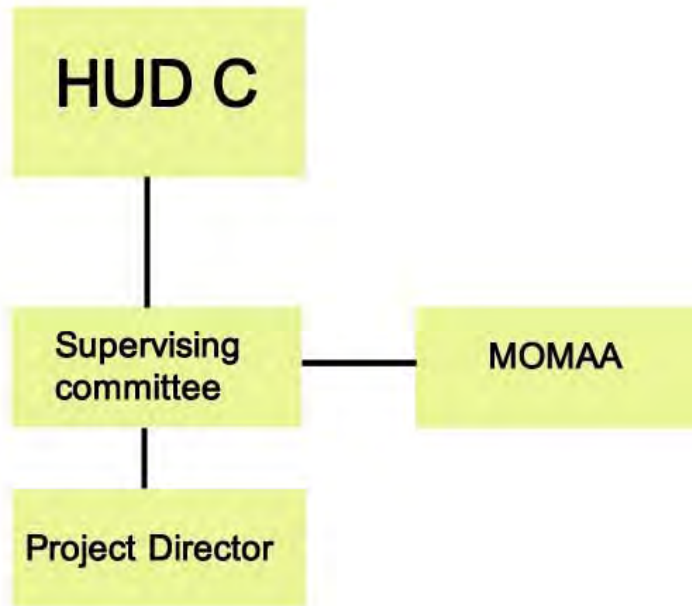 HUD C
Supervising
committee
MOMAA
Project Director